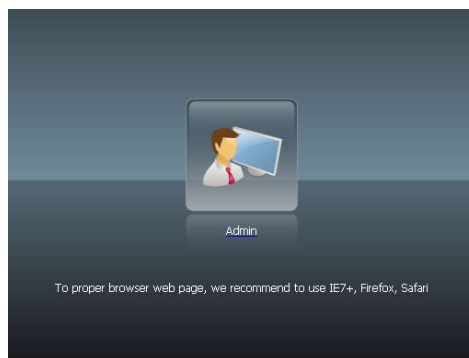 Admin
To proper browser web page, we recommend to use IE7+, Firefox, Safari